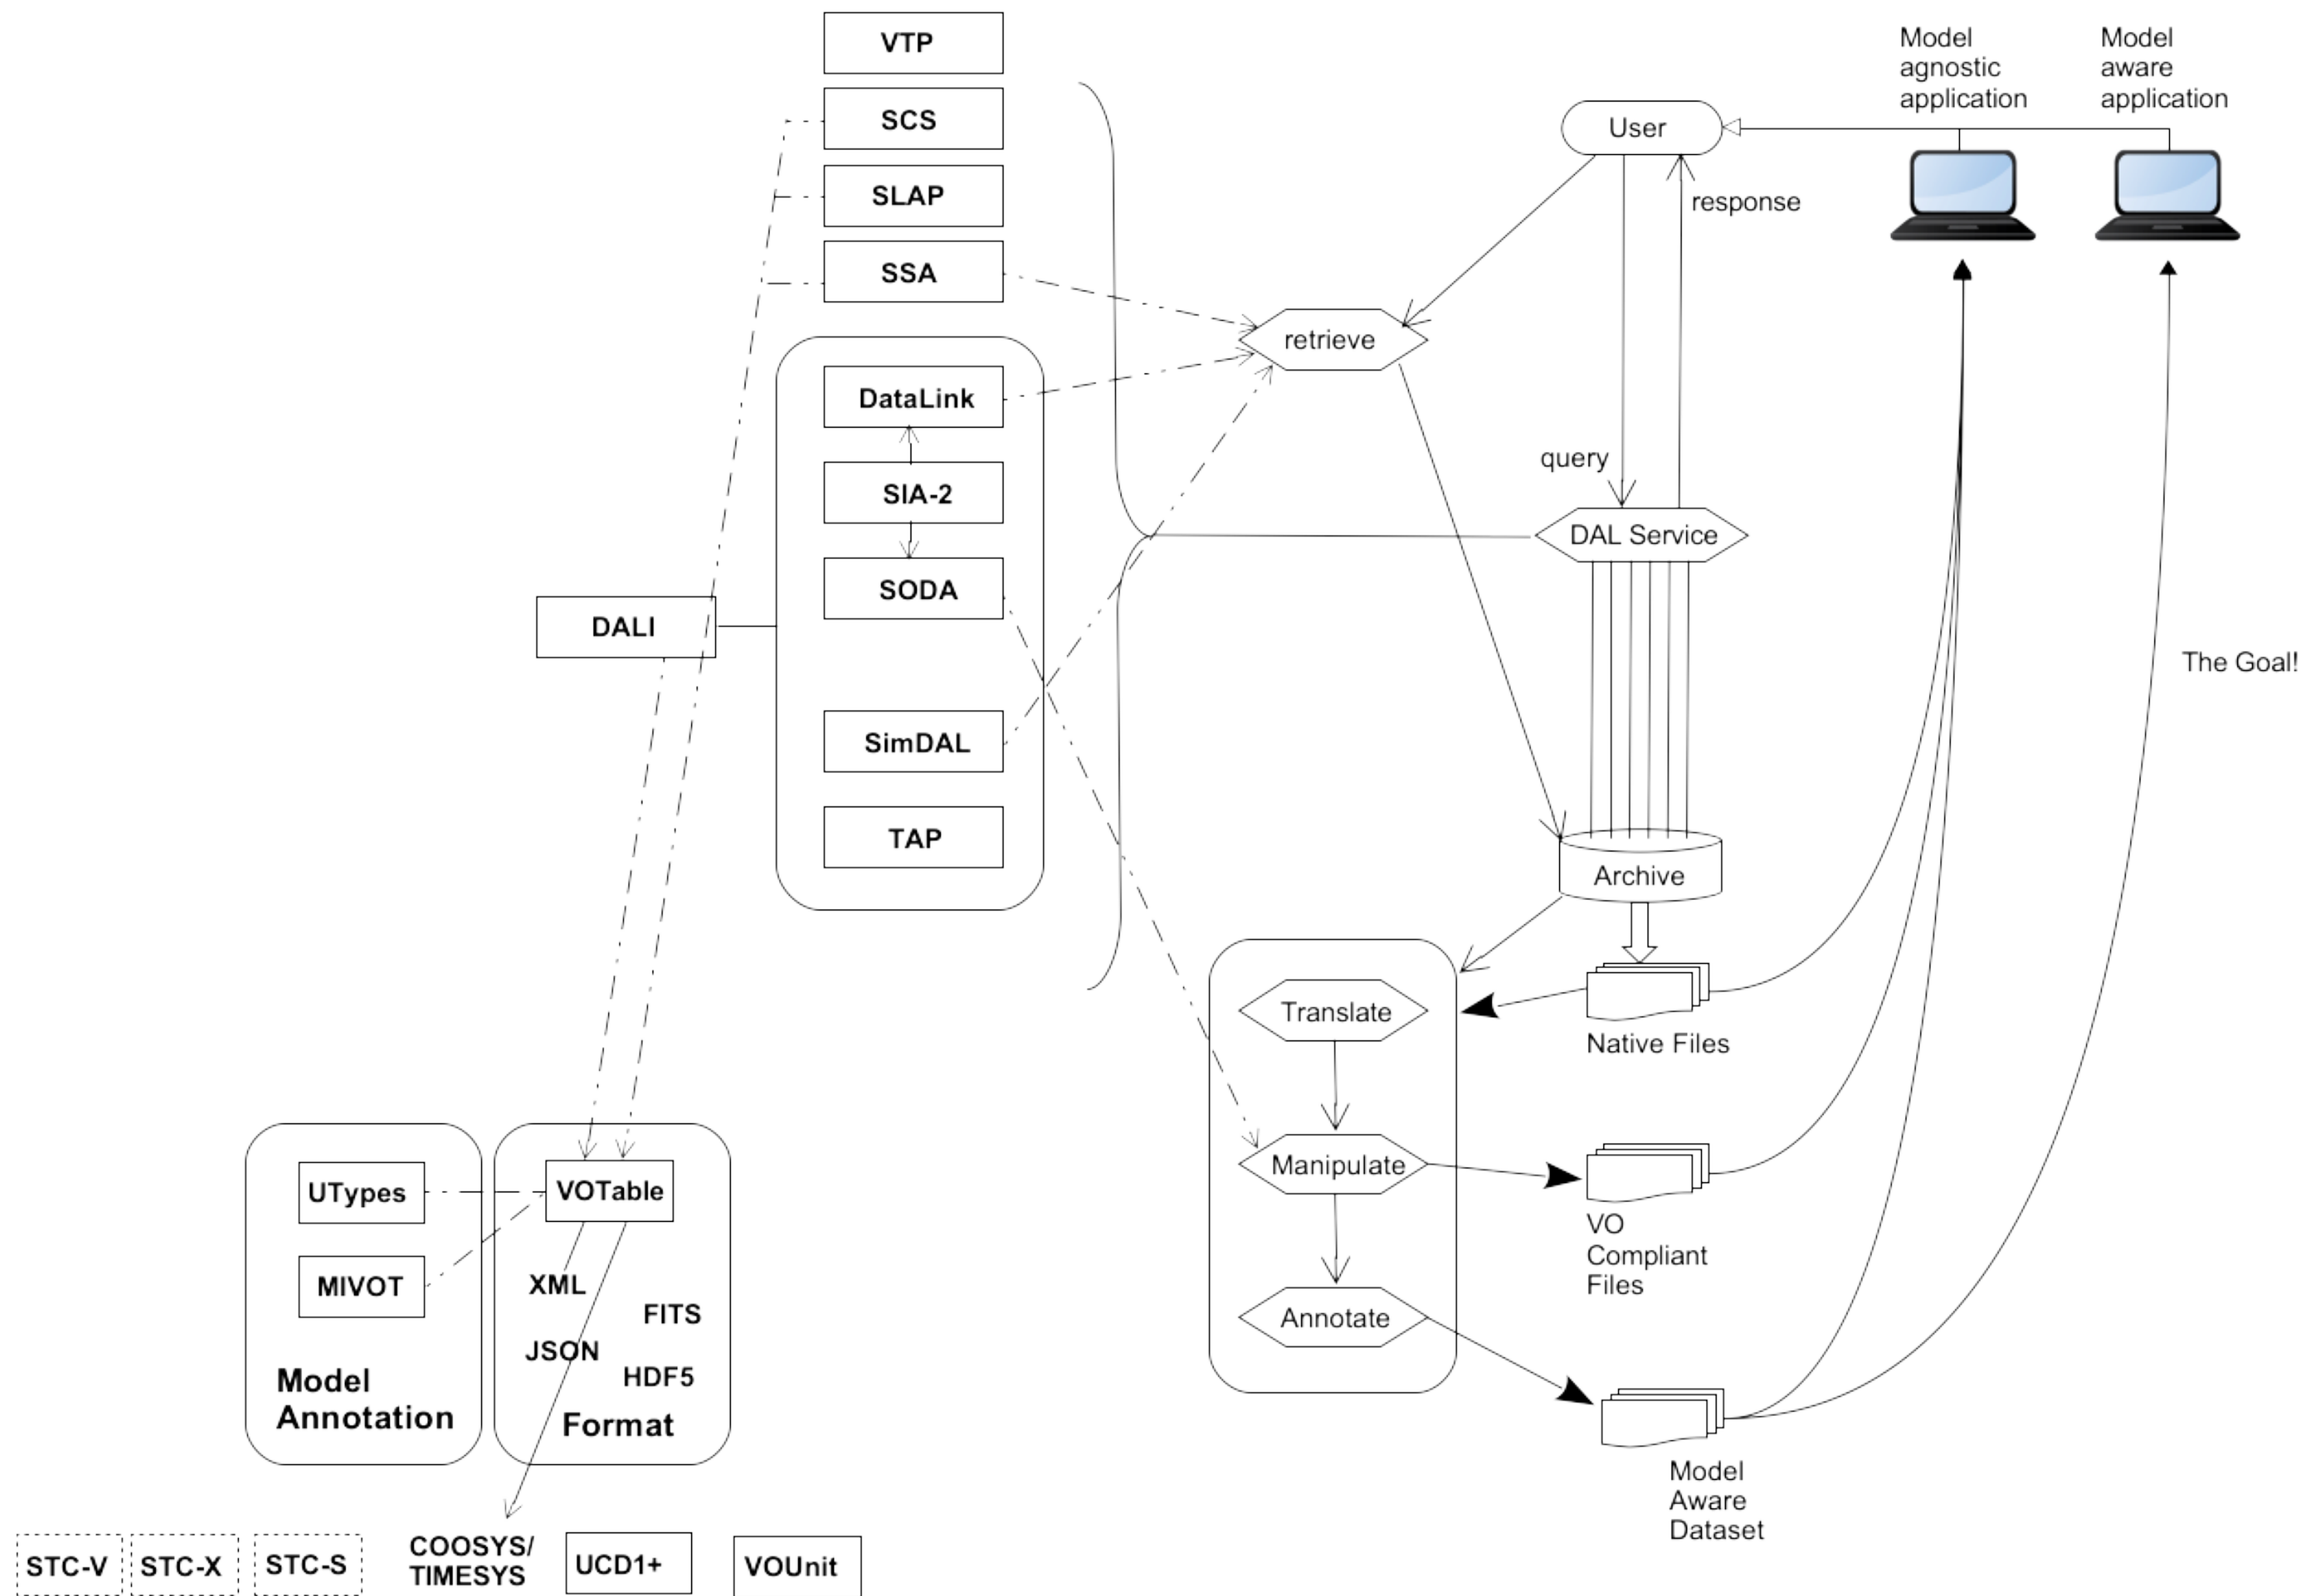 VTP
SCS
SLAP
SSA
DataLink
SIA-2
SODA
SimDAL
TAP
DALI
Model
agnostic
application
Model
aware
application
User
response
retrieve
query
DAL Service
The Goal!
Archive
Translate
Native Files
Manipulate
VO
Compliant
Files
Annotate
Model
Aware
Dataset
UTypes
MIVOT
Model
Annotation
VOTable
XML
FITS
JSON
HDF5
Format
STC-V
STC-X
STC-S
COOSYS/
TIMESYS
UCD1+
VOUnit